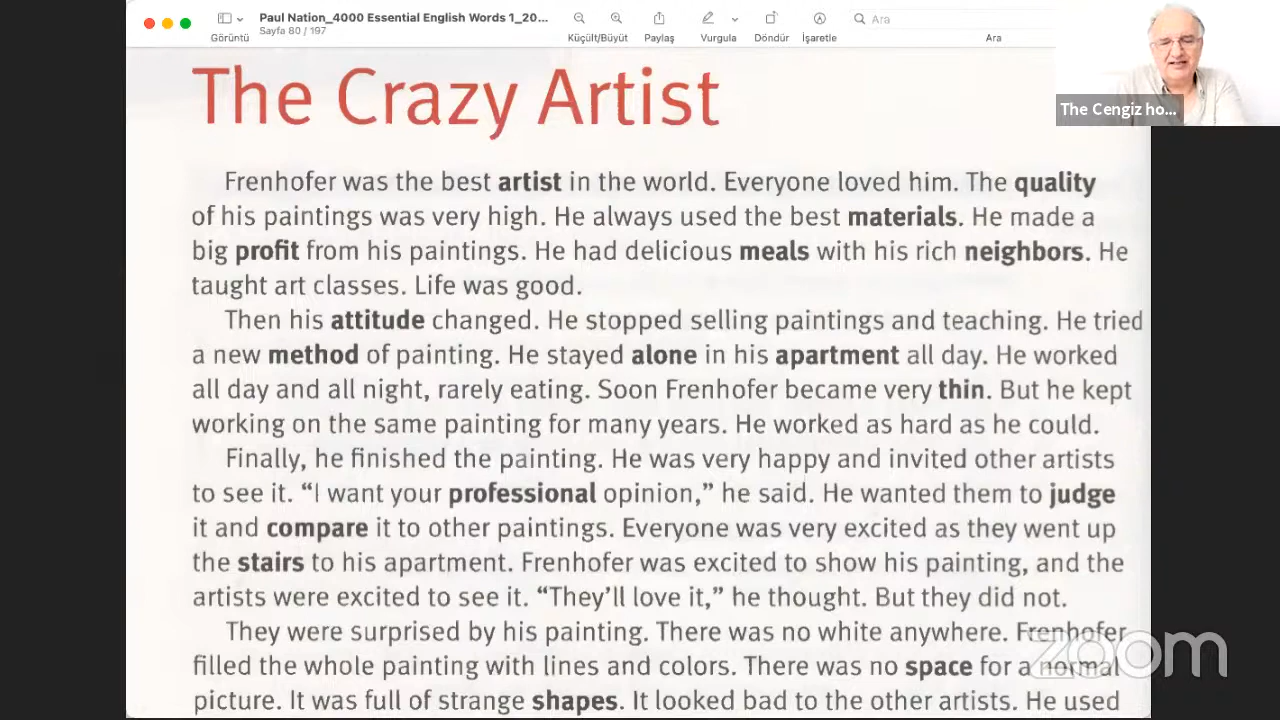 Paul Nation_4000 Essential English Words 1_20...
Sayfa 80 / 197
Görüntü
Küçült/Büyüt
Paylaş
Vurgula
Döndür
İşaretle
Ara
Ara
The Cengiz ho...
The Crazy Artist
Frenhofer was the best artist in the world. Everyone loved him. The quality
of his paintings was very high. He always used the best materials. He made a
big profit from his paintings. He had delicious meals with his rich neighbors. He
taught art classes. Life was good.
Then his attitude changed. He stopped selling paintings and teaching. He tried
a new method of painting. He stayed alone in his apartment all day. He worked
all day and all night, rarely eating. Soon Frenhofer became very thin. But he kept
working on the same painting for many years. He worked as hard as he could.
Finally, he finished the painting. He was very happy and invited other artists
to see it. “I want your professional opinion,” he said. He wanted them to judge
it and compare it to other paintings. Everyone was very excited as they went up
the stairs to his apartment. Frenhofer was excited to show his painting, and the
artists were excited to see it. “They’ll love it,” he thought. But they did not.
They were surprised by his painting. There was no white anywhere. Frenhofer
filled the whole painting with lines and colors. There was no space for a normal
picture. It was full of strange shapes. It looked bad to the other artists. He used
zoom